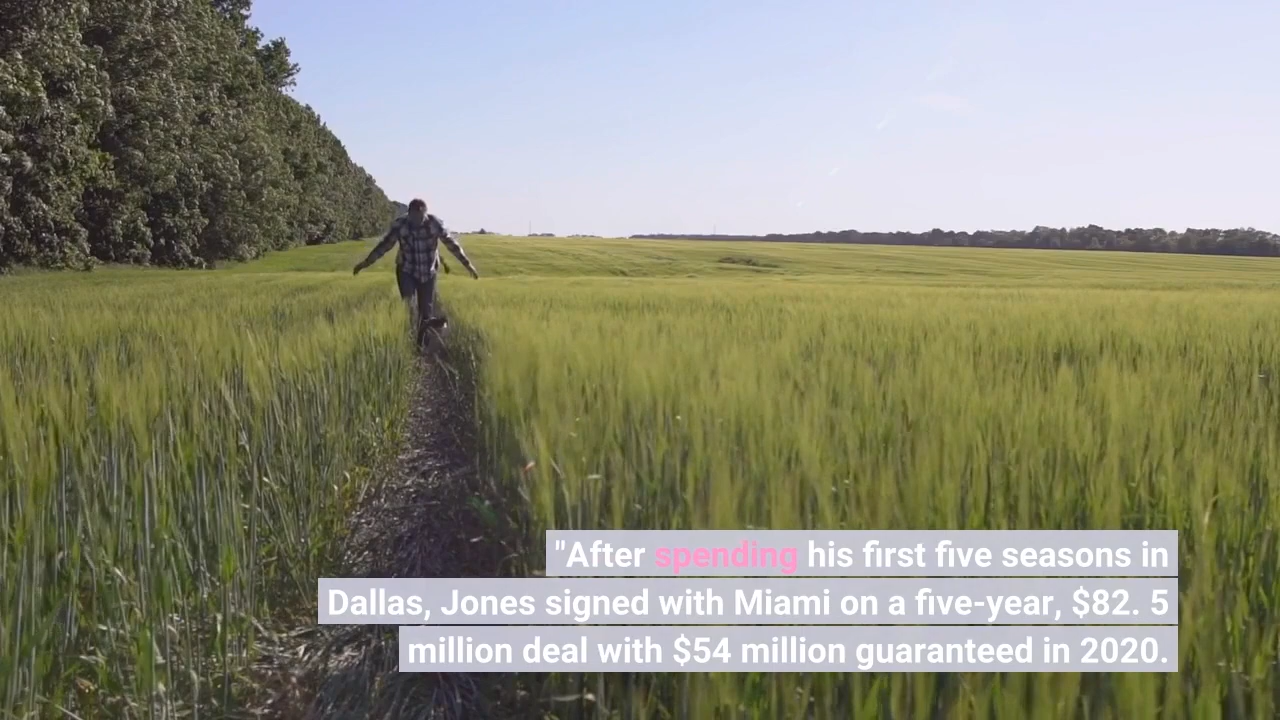 "After spending his first five seasons in
Dallas, Jones signed with Miami on a five-year, $82. 5
million deal with $54 million guaranteed in 2020.